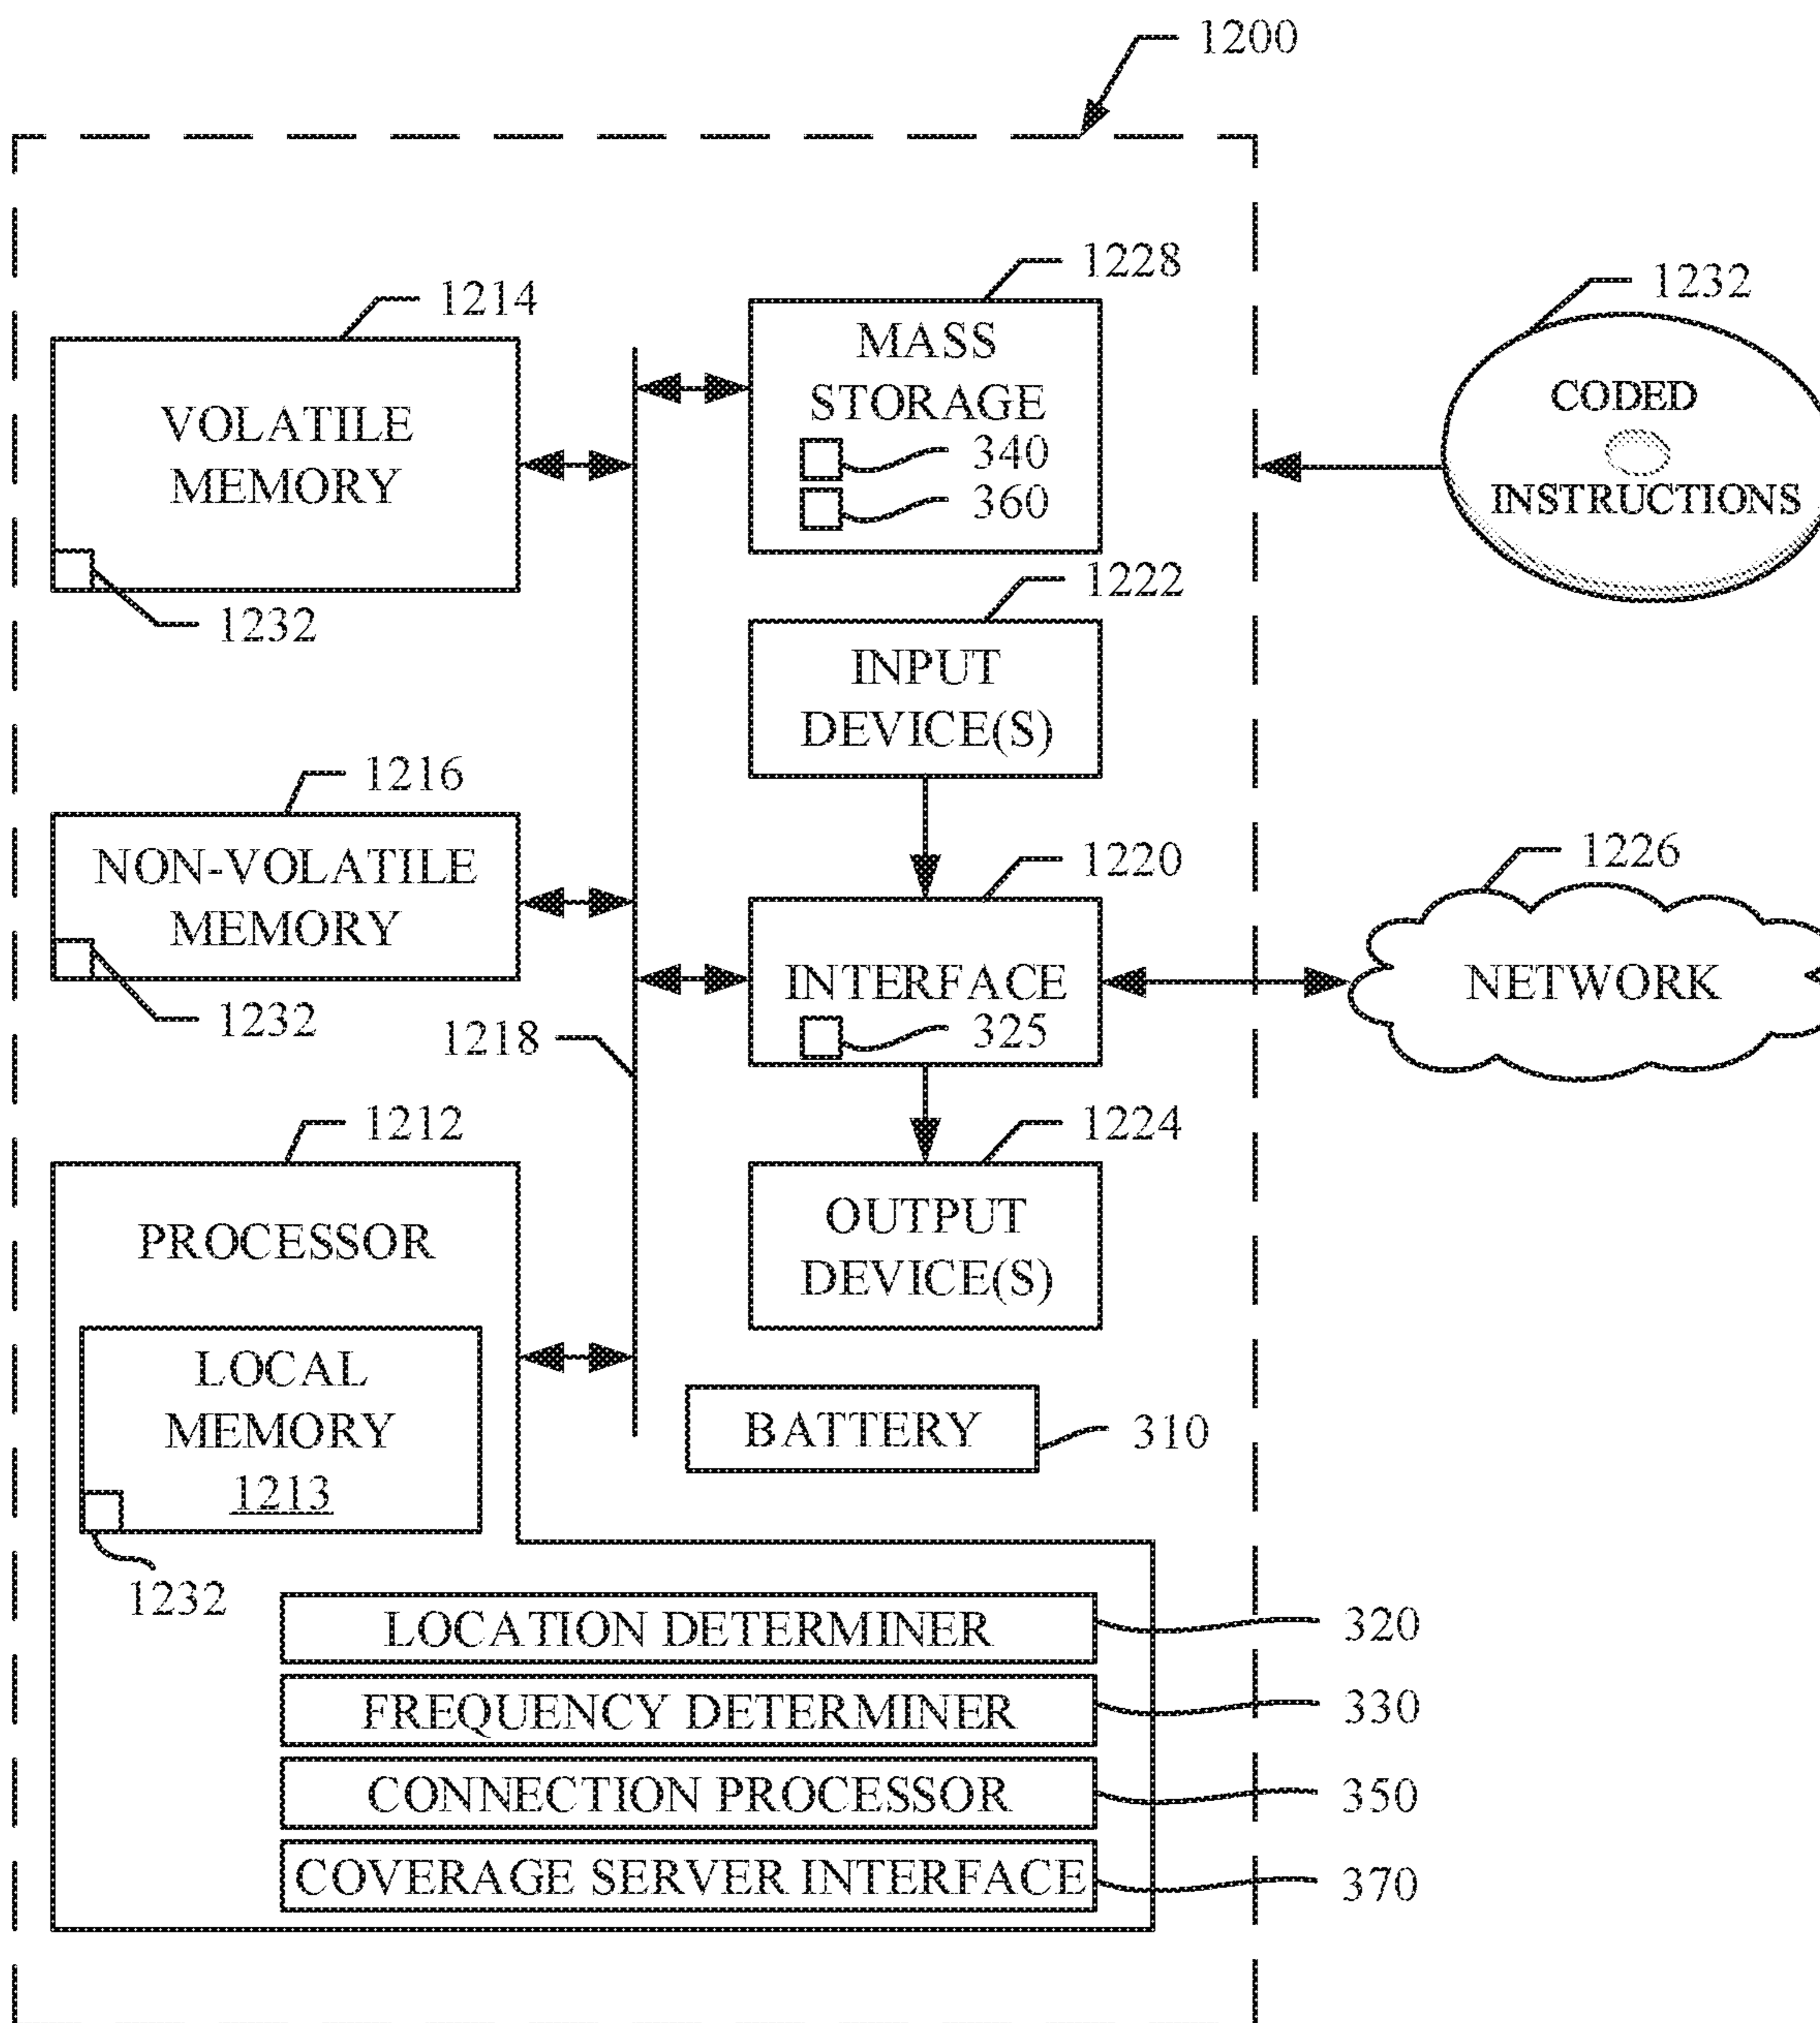 1200
1228
1214
1232
MASS
STORAGE
340
360
VOLATILE
MEMORY
1232
CODED
INSTRUCTIONS
1222
INPUT
DEVICE(S)
1216
NON-VOLATILE
MEMORY
1232
1220
INTERFACE
325
1226
NETWORK
1218
1212
PROCESSOR
1224
OUTPUT
DEVICE(S)
LOCAL
MEMORY
1213
1232
BATTERY
310
LOCATION DETERMINER
320
FREQUENCY DETERMINER
330
CONNECTION PROCESSOR
350
COVERAGE SERVER INTERFACE
370